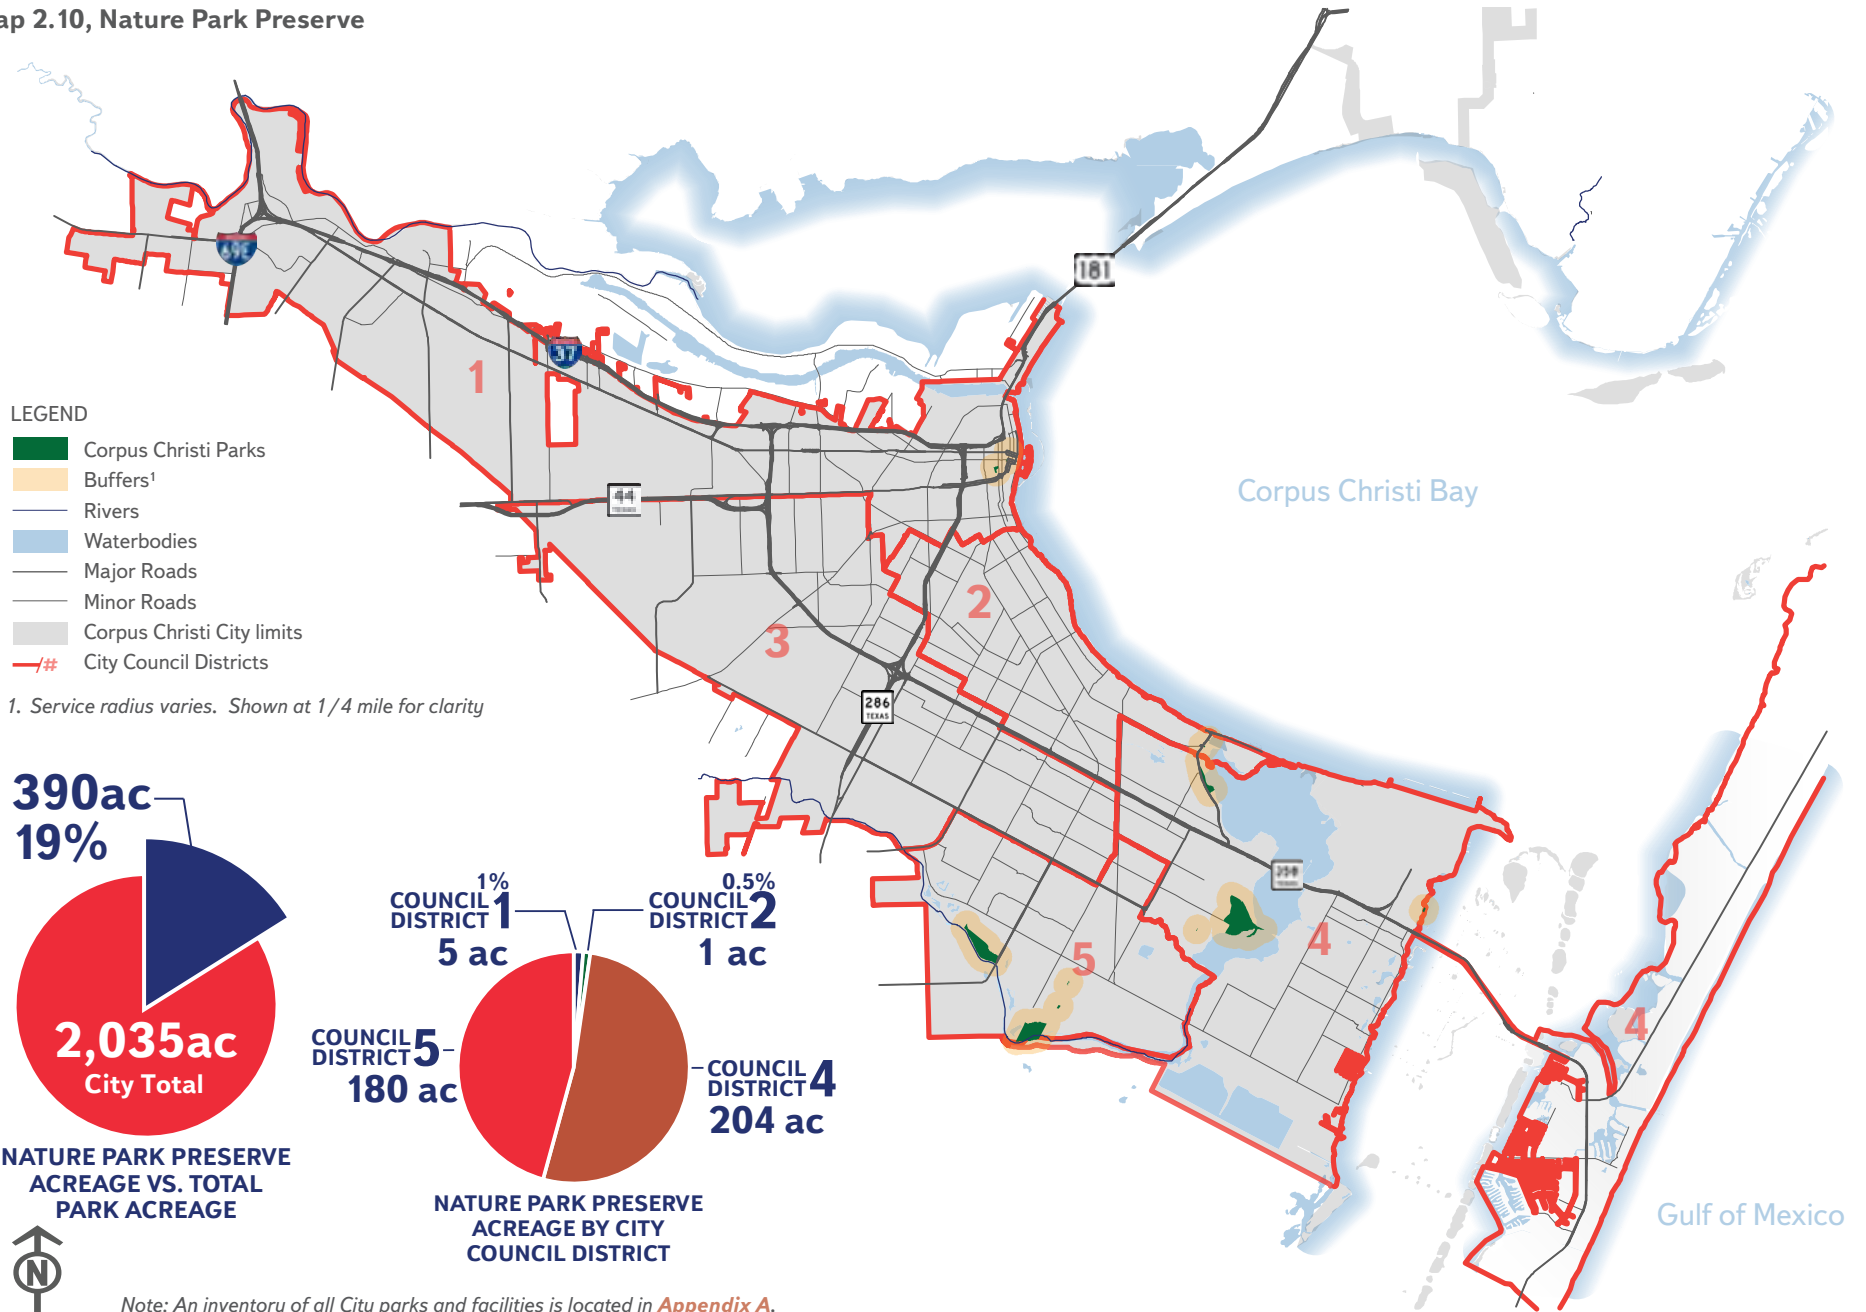 ap 2.10, Nature Park Preserve
69E
181
37
1
LEGEND
Corpus Christi Parks
Buffers¹
Rivers
Waterbodies
Major Roads
Minor Roads
Corpus Christi City limits
/# City Council Districts
1. Service radius varies. Shown at 1/4 mile for clarity
44
Corpus Christi Bay
2
3
286
TEXAS
358
4
5
4
Gulf of Mexico
390ac
19%
2,035ac
City Total
NATURE PARK PRESERVE
ACREAGE VS. TOTAL
PARK ACREAGE
1%
COUNCIL
DISTRICT 1
5 ac
0.5%
COUNCIL
DISTRICT 2
1 ac
COUNCIL
DISTRICT 5
180 ac
COUNCIL
DISTRICT 4
204 ac
NATURE PARK PRESERVE
ACREAGE BY CITY
COUNCIL DISTRICT
N
Note: An inventory of all City parks and facilities is located in Appendix A.